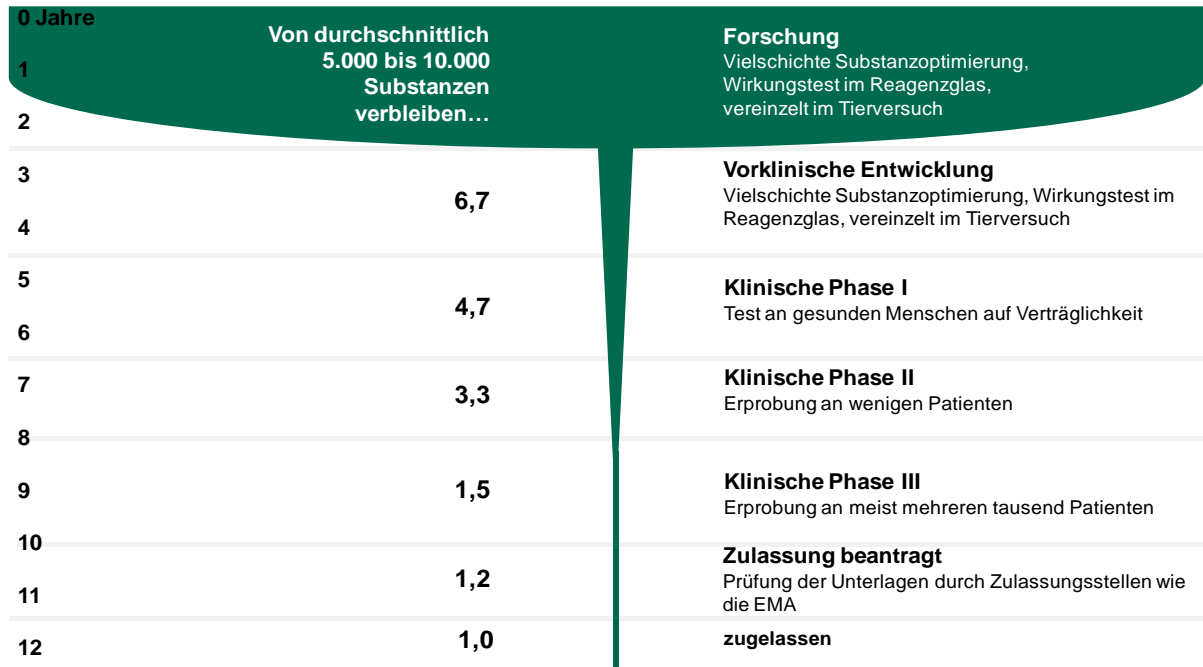 0 Jahre
Von durchschnittlich
5.000 bis 10.000
Substanzen
verbleiben…
Forschung
Vielschichte Substanzoptimierung,
Wirkungstest im Reagenzglas,
vereinzelt im Tierversuch
1
2
3
4
6,7
Vorklinische Entwicklung
Vielschichte Substanzoptimierung, Wirkungstest im
Reagenzglas, vereinzelt im Tierversuch
5
6
4,7
Klinische Phase I
Test an gesunden Menschen auf Verträglichkeit
7
8
3,3
Klinische Phase II
Erprobung an wenigen Patienten
9
10
1,5
Klinische Phase III
Erprobung an meist mehreren tausend Patienten
11
1,2
Zulassung beantragt
Prüfung der Unterlagen durch Zulassungsstellen wie
die EMA
12
1,0
zugelassen